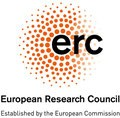 erc
European Research Council
Established by the European Commission